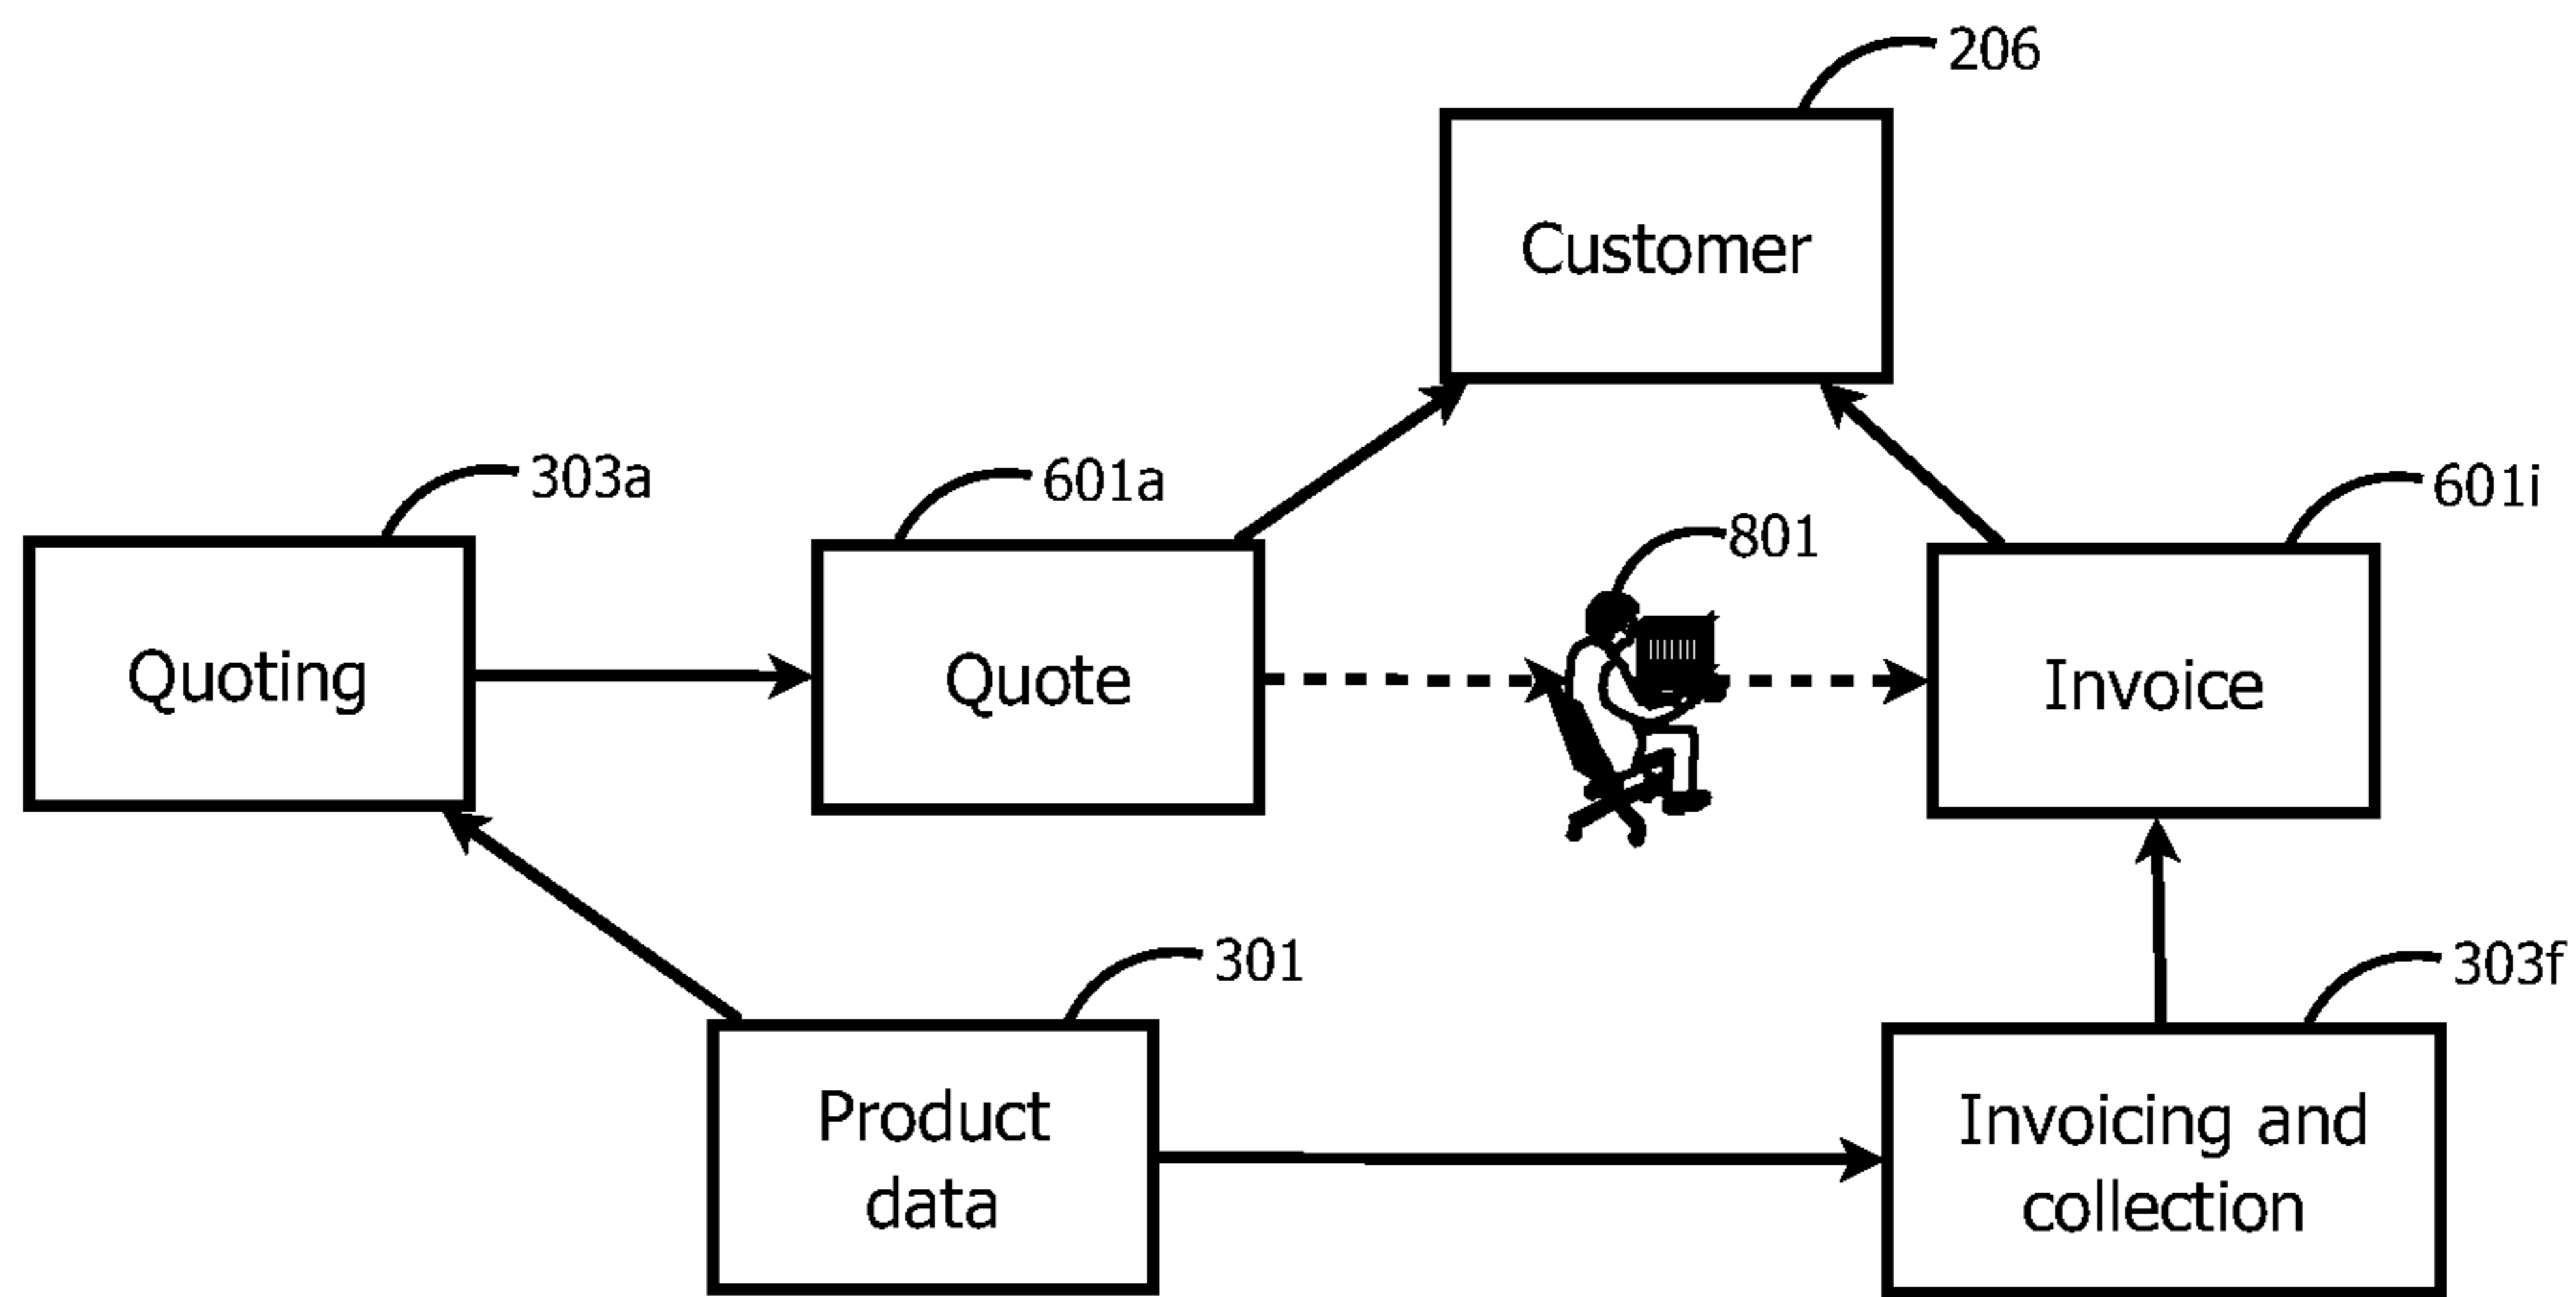 206
Customer
303a
601a
601i
801
Quoting
Quote
Invoice
301
303f
Product
data
Invoicing and
collection